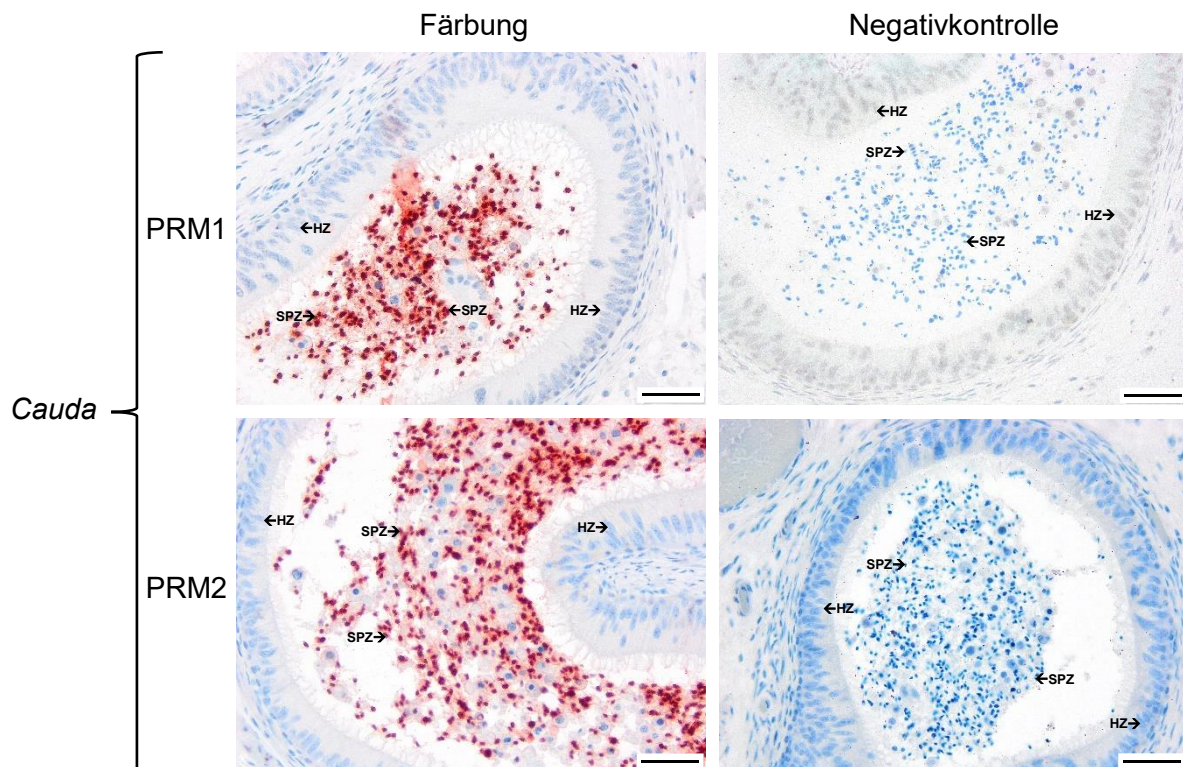 Färbung
Negativkontrolle
Cauda
PRM1
←HZ
SPZ→
←SPZ
HZ→
←HZ
SPZ→
HZ→
←SPZ
PRM2
←HZ
SPZ→
HZ→
SPZ→
SPZ→
←HZ
←SPZ
HZ→